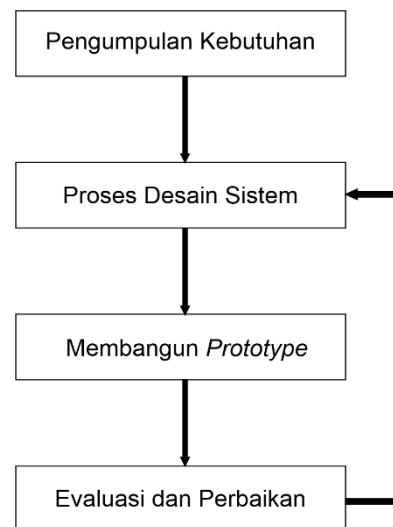 Pengumpulan Kebutuhan
Proses Desain Sistem
Membangun Prototype
Evaluasi dan Perbaikan